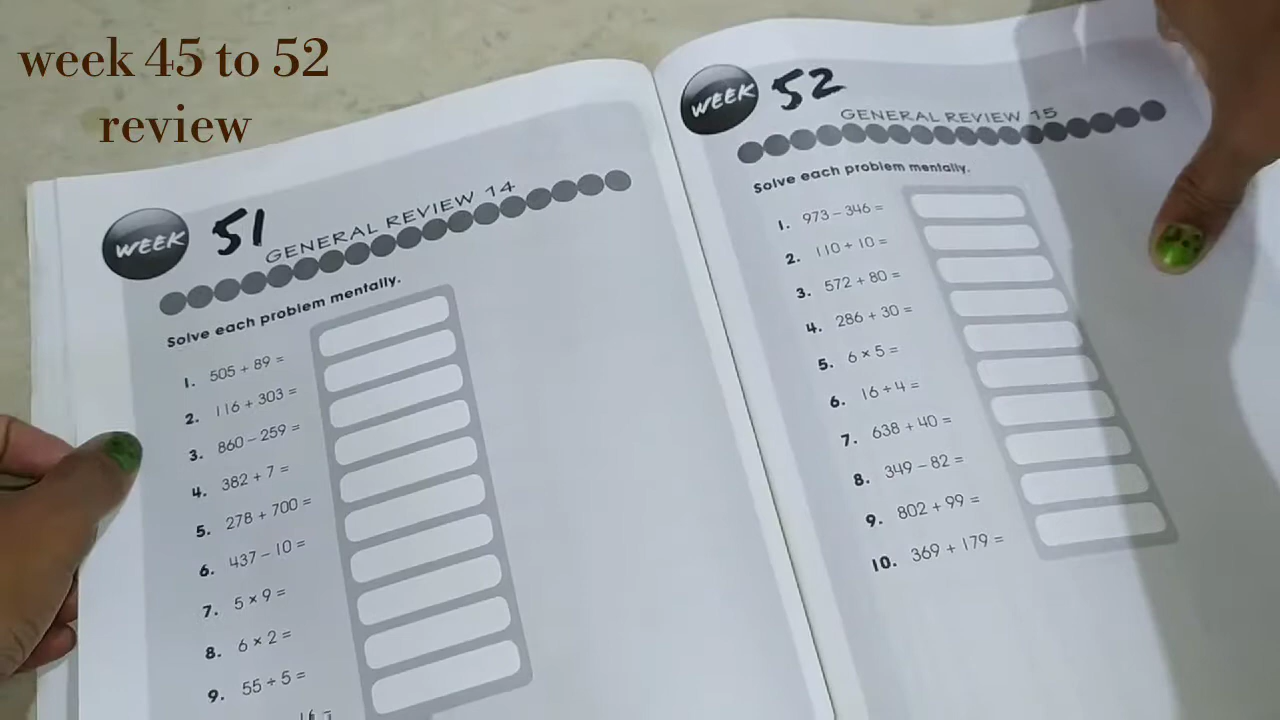 week 45 to 52
review
WEEK 51
GENERAL REVIEW 14
Solve each problem mentally.
1. 505 + 89 =
2. 116 + 303 =
3. 860 – 259 =
4. 382 + 7 =
5. 278 + 700 =
6. 437 – 10 =
7. 5 × 9 =
8. 6 × 2 =
9. 55 ÷ 5 =
WEEK 52
GENERAL REVIEW 15
Solve each problem mentally.
1. 973 – 346 =
2. 110 ÷ 10 =
3. 572 + 80 =
4. 286 + 30 =
5. 6 × 5 =
6. 16 ÷ 4 =
7. 638 + 40 =
8. 349 – 82 =
9. 802 + 99 =
10. 369 + 179 =